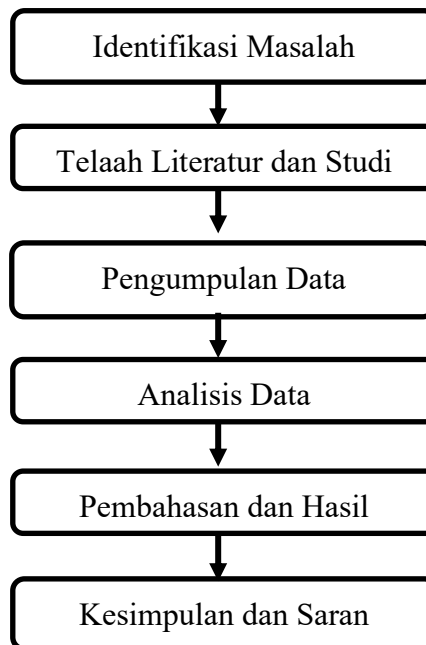 Identifikasi Masalah
Telaah Literatur dan Studi
Pengumpulan Data
Analisis Data
Pembahasan dan Hasil
Kesimpulan dan Saran